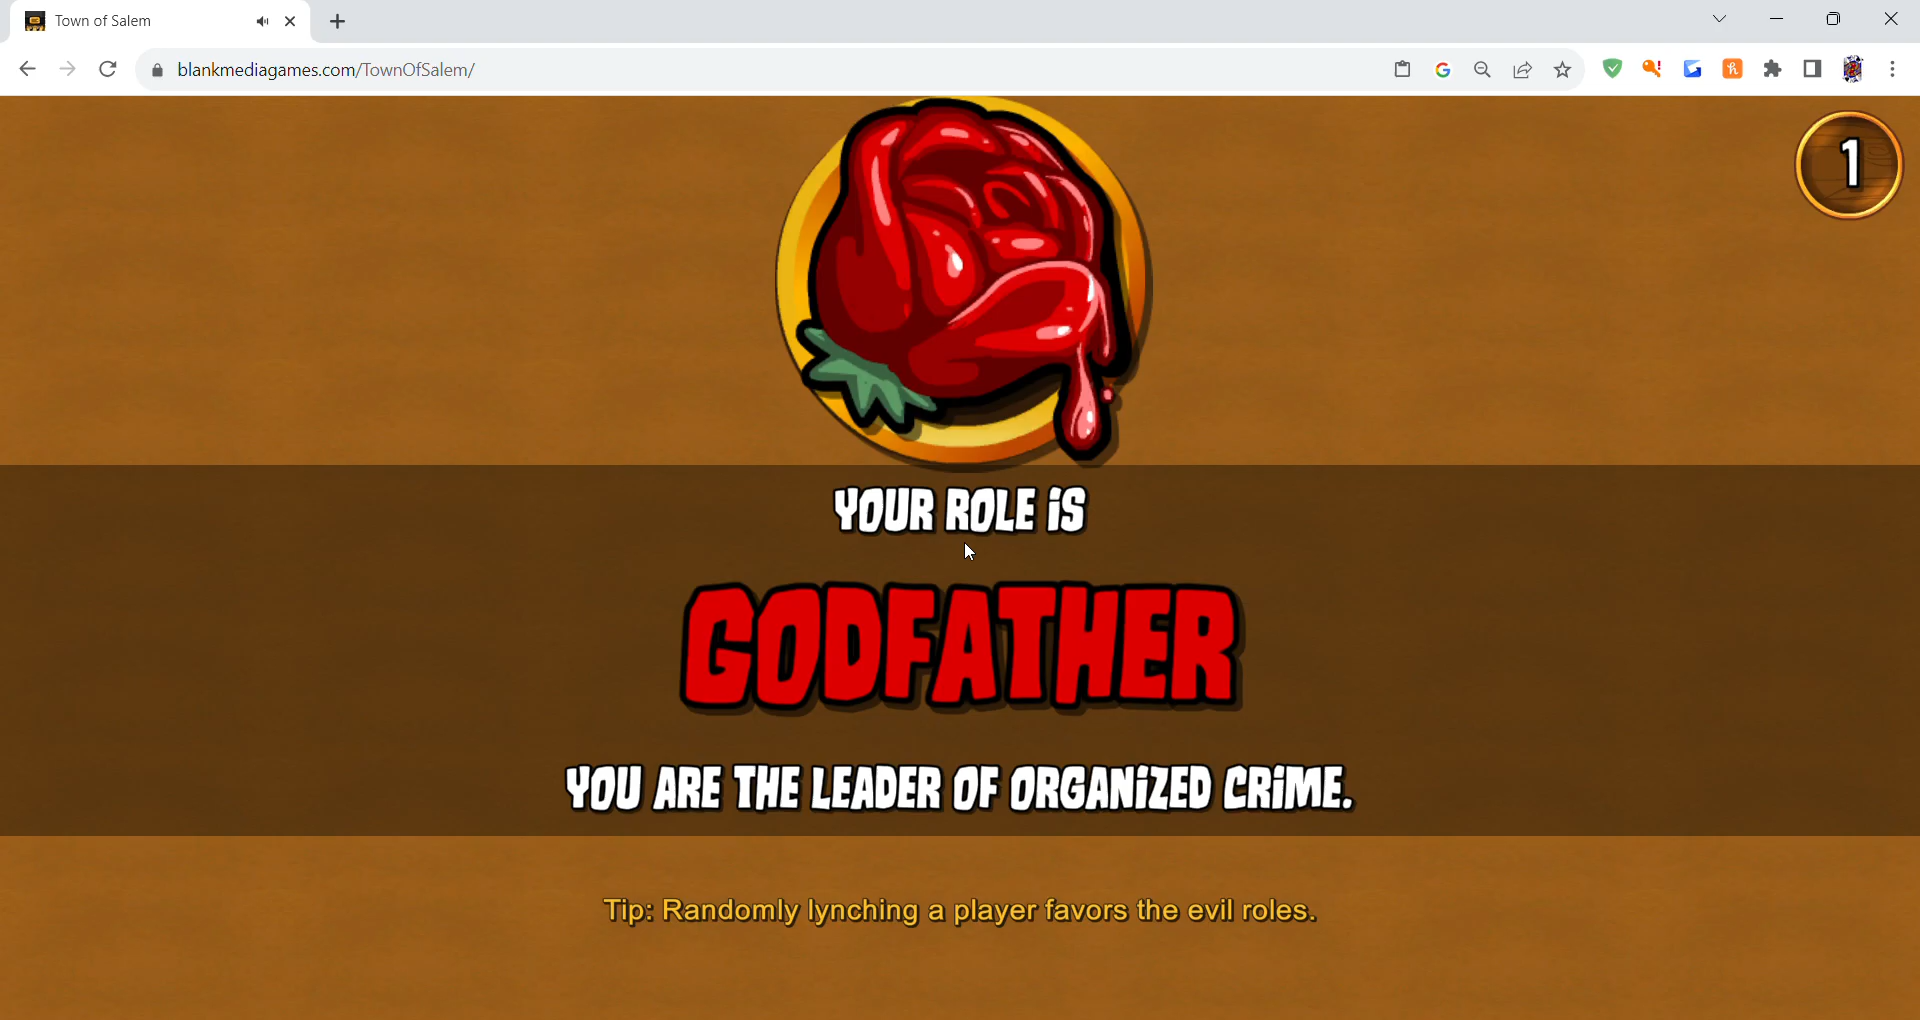 Town of Salem
blankmediagames.com/TownOfSalem/
1
YOUR ROLE IS
GODFATHER
YOU ARE THE LEADER OF ORGANIZED CRIME.
Tip: Randomly lynching a player favors the evil roles.